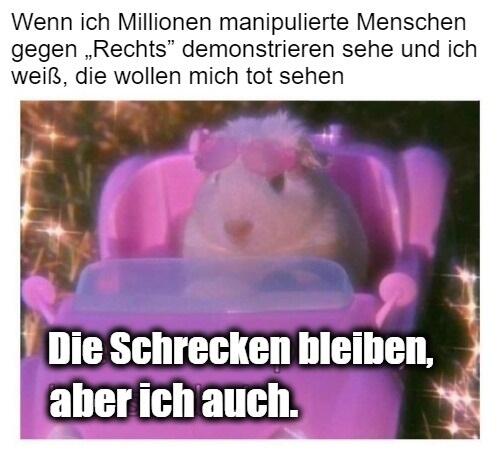 Wenn ich Millionen manipulierte Menschen
gegen „Rechts” demonstrieren sehe und ich
weiß, die wollen mich tot sehen
Die Schrecken bleiben,
aber ich auch.